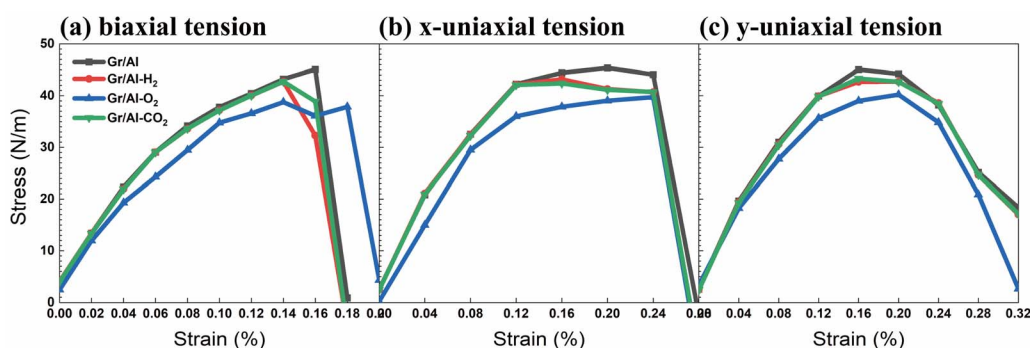 (a) biaxial tension
(b) x-uniaxial tension
(c) y-uniaxial tension
50
40
30
20
10
0
Stress (N/m)
Gr/Al
Gr/Al-H₂
Gr/Al-O₂
Gr/Al-CO₂
0.00 0.02 0.04 0.06 0.08 0.10 0.12 0.14 0.16 0.18
0.04 0.08 0.12 0.16 0.20 0.24
0.04 0.08 0.12 0.16 0.20 0.24 0.28 0.32
Strain (%)
Strain (%)
Strain (%)